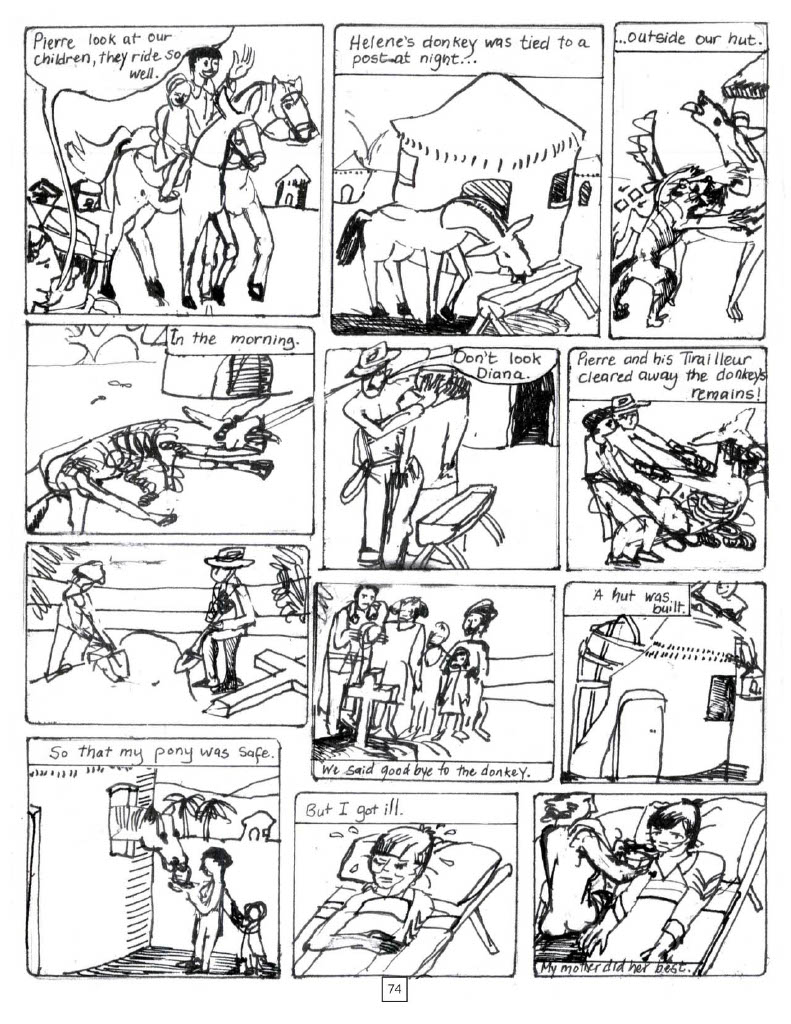 Pierre look at our
children, they ride so
well.
Helene's donkey was tied to a
post at night...
...outside our hut.
In the morning.
Don't look
Diana.
Pierre and his Tirailleur
cleared away the donkeys
remains!
We said good bye to the donkey.
A hut was
built.
So that my pony was safe.
But I got ill.
My mother did her best.
74